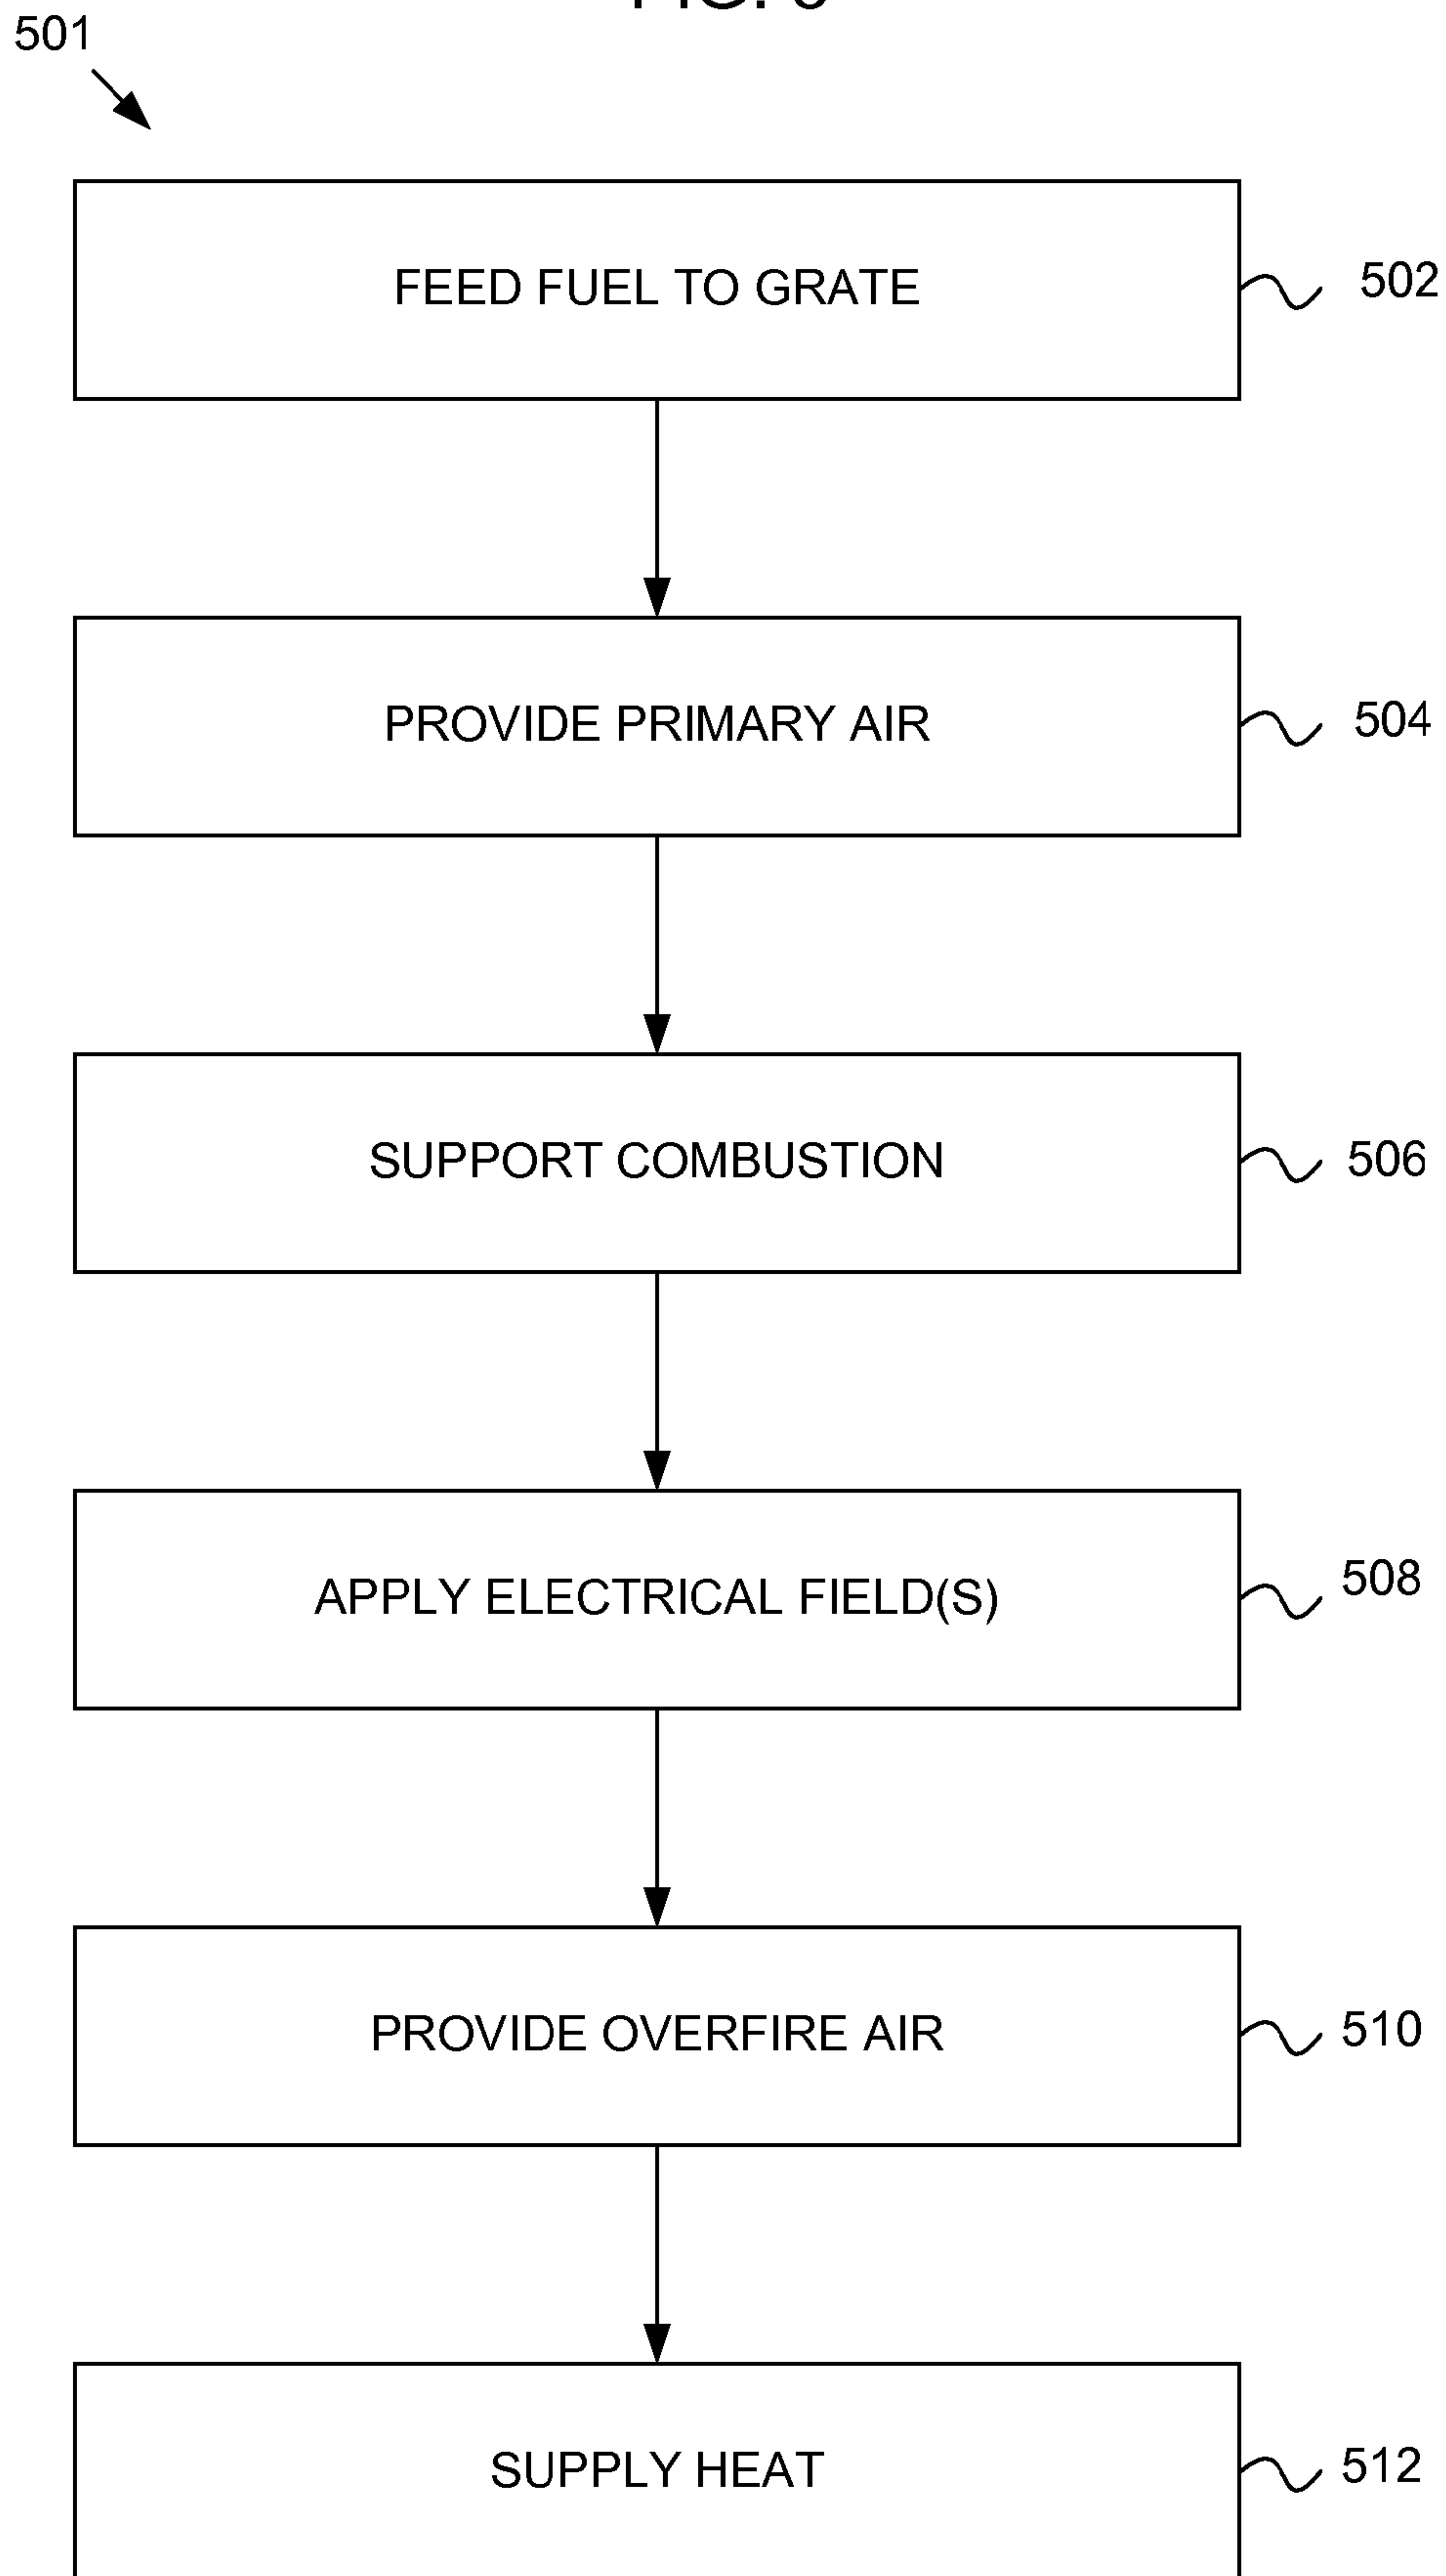 501
FEED FUEL TO GRATE
502
PROVIDE PRIMARY AIR
504
SUPPORT COMBUSTION
506
APPLY ELECTRICAL FIELD(S)
508
PROVIDE OVERFIRE AIR
510
SUPPLY HEAT
512